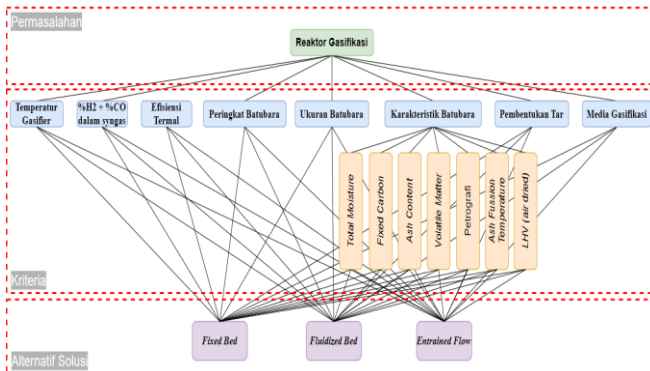 Permasalahan
Reaktor Gasifikasi
Temperatur
Gasifier
%H2 + %CO
dalam syngas
Efisiensi
Termal
Peringkat Batubara
Ukuran Batubara
Karakteristik Batubara
Pembentukan Tar
Media Gasifikasi
Total Moisture
Fixed Carbon
Ash Content
Volatile Matter
Petrografi
Ash Fussion
Temperature
LHV (air dried)
Kriteria
Fixed Bed
Fluidized Bed
Entrained Flow
Alternatif Solusi